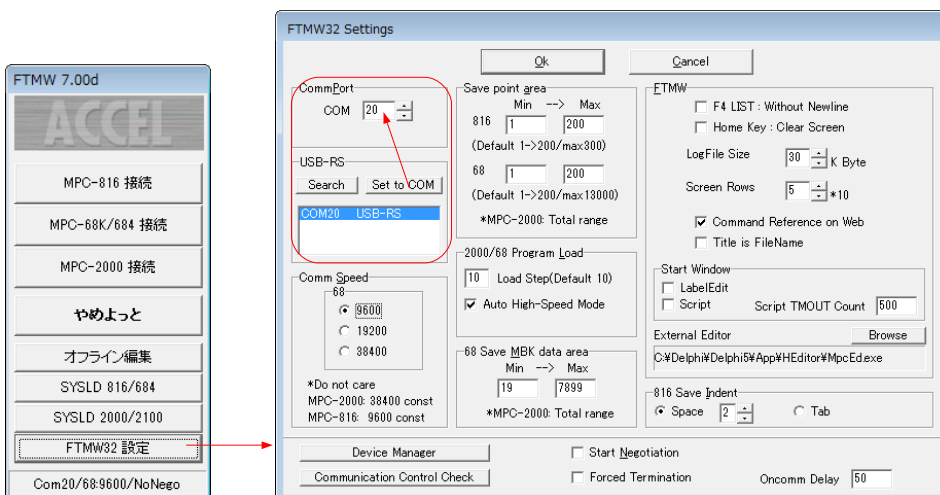 FTMW 7.00d
ACCEL
MPC-816 接続
MPC-68K/684 接続
MPC-2000 接続
やめよっと
オフライン編集
SYSLD 816/684
SYSLD 2000/2100
FTMW32 設定
Com20/68:9600/NoNego
FTMW32 Settings
Ok
Cancel
CommPort
COM 20
USB-RS
Search Set to COM
COM20 USB-RS
Comm Speed
68
9600
19200
38400
*Do not care
MPC-2000: 38400 const
MPC-816: 9600 const
Save point area
Min --> Max
816 1 200
(Default 1->200/max300)
68 1 200
(Default 1->200/max13000)
*MPC-2000: Total range
2000/68 Program Load
10 Load Step(Default 10)
Auto High-Speed Mode
68 Save MBK data area
Min --> Max
19 7899
*MPC-2000: Total range
FTMW
F4 LIST : Without Newline
Home Key : Clear Screen
LogFile Size 30 K Byte
Screen Rows 5 *10
Command Reference on Web
Title is FileName
Start Window
LabelEdit
Script Script TMOUT Count 500
External Editor Browse
C:¥Delphi¥Delphi5¥App¥HEditor¥MpcEd.exe
816 Save Indent
Space 2 Tab
Device Manager
Communication Control Check
Start Negotiation
Forced Termination
Oncomm Delay 50